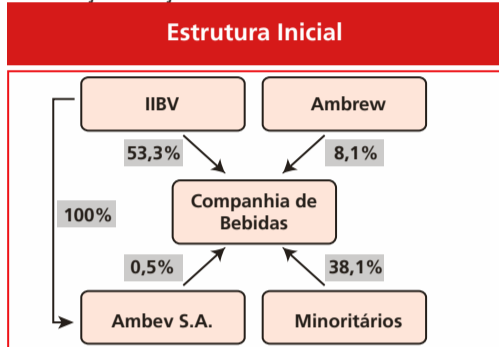 Estrutura Inicial
IIBV
Ambrew
53,3%
8,1%
Companhia de
Bebidas
100%
0,5%
38,1%
Ambev S.A.
Minoritários